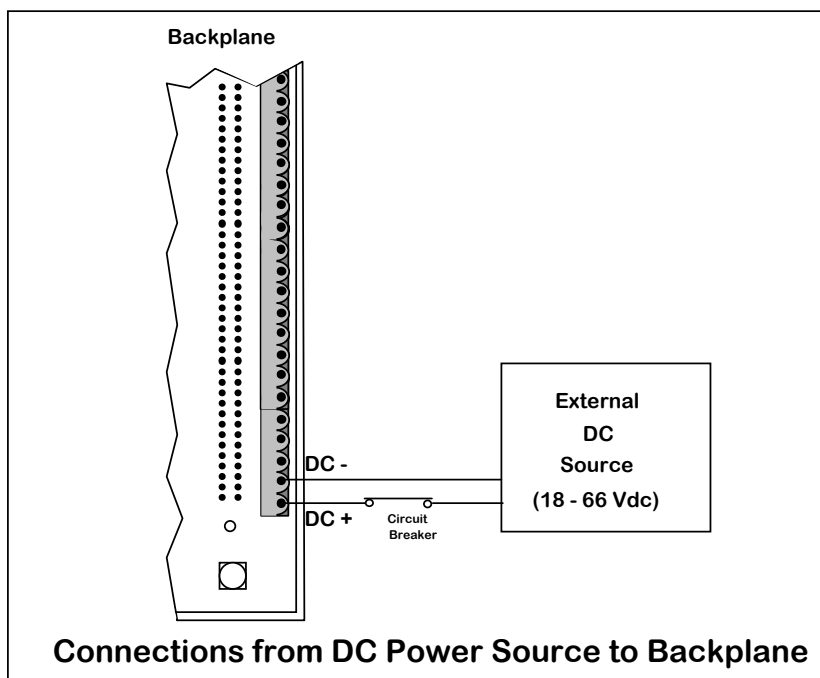 Backplane
DC -
DC +
Circuit
Breaker
External
DC
Source
(18 - 66 Vdc)
Connections from DC Power Source to Backplane